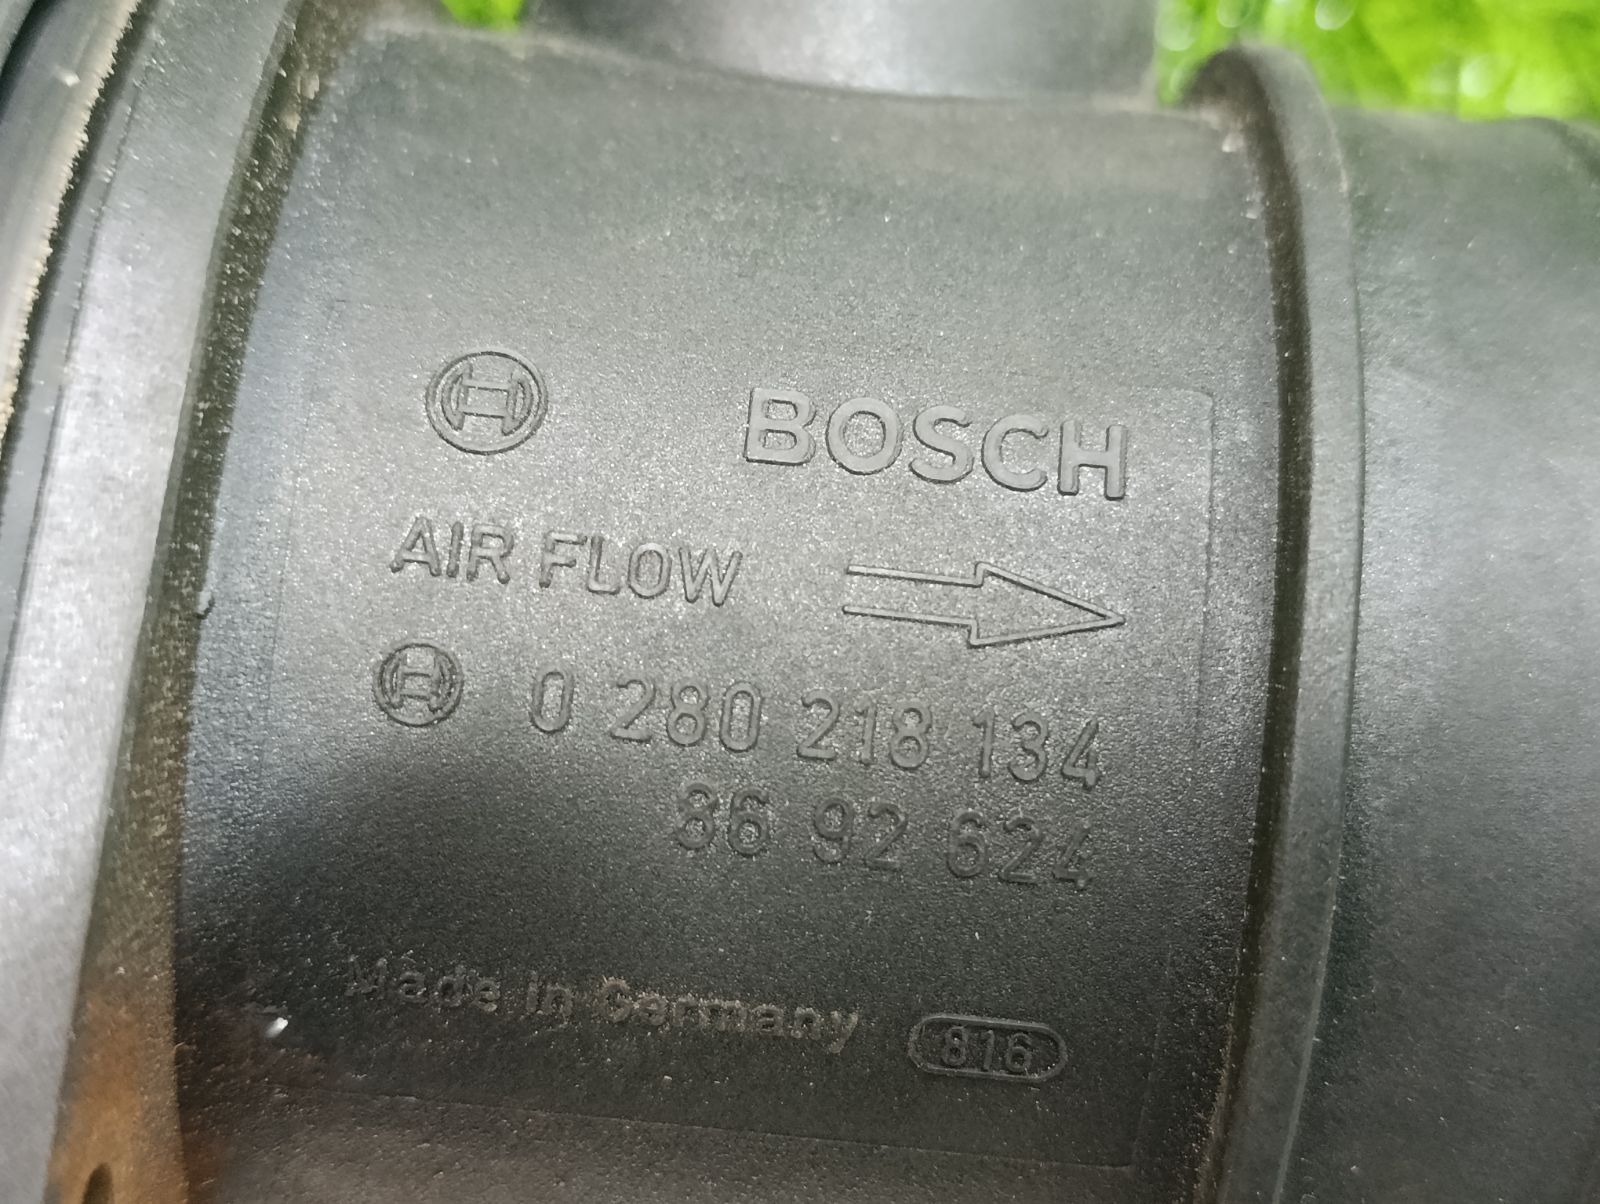 BOSCH
AIR FLOW
0 280 218 134
86 92 624
Made in Germany 816